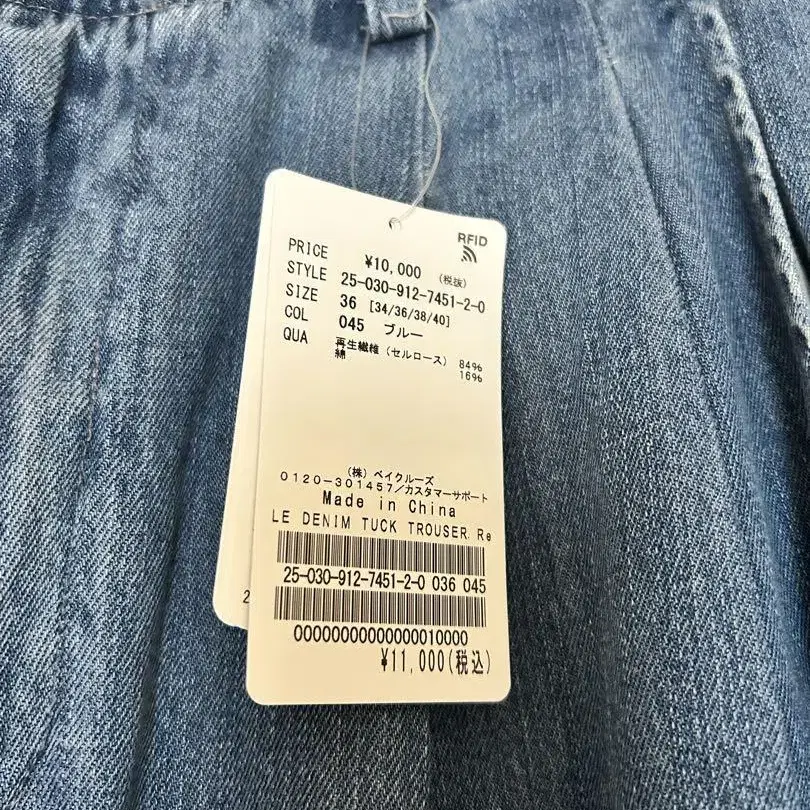 RFID
PRICE ¥10,000 (税抜)
STYLE 25-030-912-7451-2-0
SIZE 36 [34/36/38/40]
COL 045 ブルー
QUA 再生繊維(セルロース) 84%
綿 16%
(株)ベイクルーズ
0120-301457/カスタマーサポート
Made in China
LE DENIM TUCK TROUSER Re
25-030-912-7451-2-0 036 045
2
00000000000000010000
¥11,000(税込)